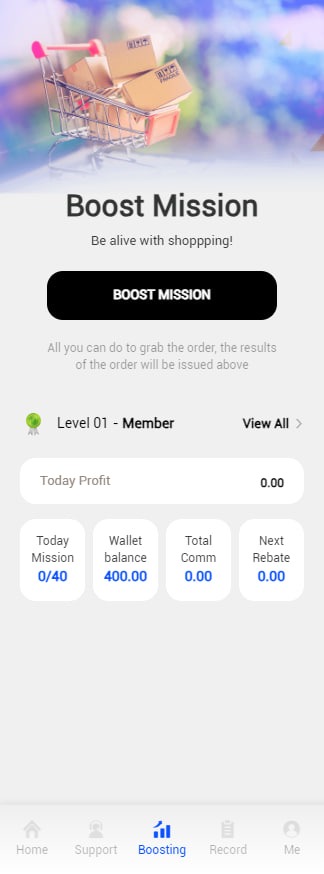 Boost Mission
Be alive with shoppping!
BOOST MISSION
All you can do to grab the order, the results
of the order will be issued above
Level 01 - Member
View All
Today Profit
0.00
Today
Mission
0/40
Wallet
balance
400.00
Total
Comm
0.00
Next
Rebate
0.00
Home
Support
Boosting
Record
Me